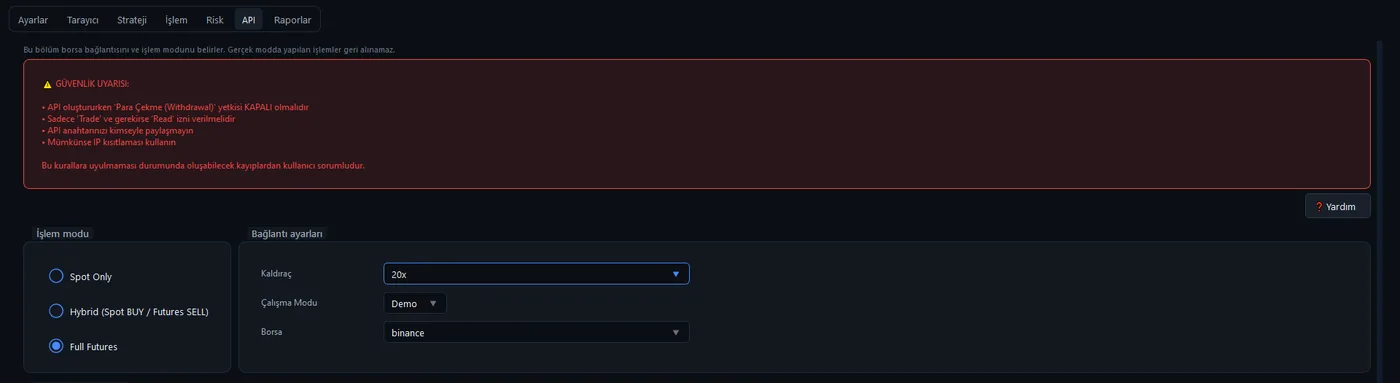 Ayarlar Tarayıcı Strateji İşlem Risk API Raporlar
Bu bölüm borsa bağlantısını ve işlem modunu belirler. Gerçek modda yapılan işlemler geri alınamaz.
⚠ GÜVENLİK UYARISI:
• API oluştururken 'Para Çekme (Withdrawal)' yetkisi KAPALI olmalıdır
• Sadece 'Trade' ve gerekirse 'Read' izni verilmelidir
• API anahtarınızı kimseyle paylaşmayın
• Mümkünse IP kısıtlaması kullanın
Bu kurallara uyulmaması durumunda oluşabilecek kayıplardan kullanıcı sorumludur.
❓ Yardım
İşlem modu
Spot Only
Hybrid (Spot BUY / Futures SELL)
Full Futures
Bağlantı ayarları
Kaldıraç 20x
Çalışma Modu Demo
Borsa binance